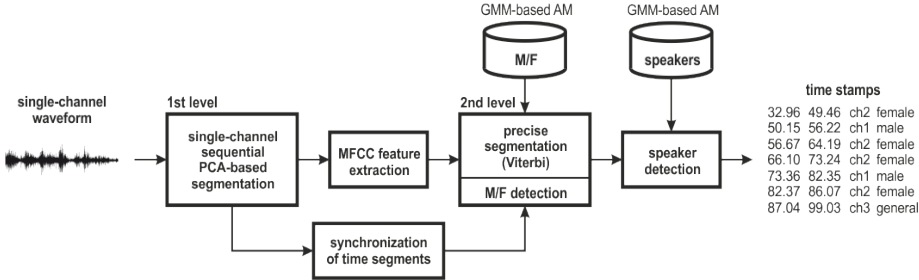 GMM-based AM
GMM-based AM
M/F
speakers
single-channel
waveform
1st level
single-channel
sequential
PCA-based
segmentation
MFCC feature
extraction
2nd level
precise
segmentation
(Viterbi)
M/F detection
speaker
detection
synchronization
of time segments
time stamps
32.96 49.46 ch2 female
50.15 56.22 ch1 male
56.67 64.19 ch2 female
66.10 73.24 ch2 female
73.36 82.35 ch1 male
82.37 86.07 ch2 female
87.04 99.03 ch3 general